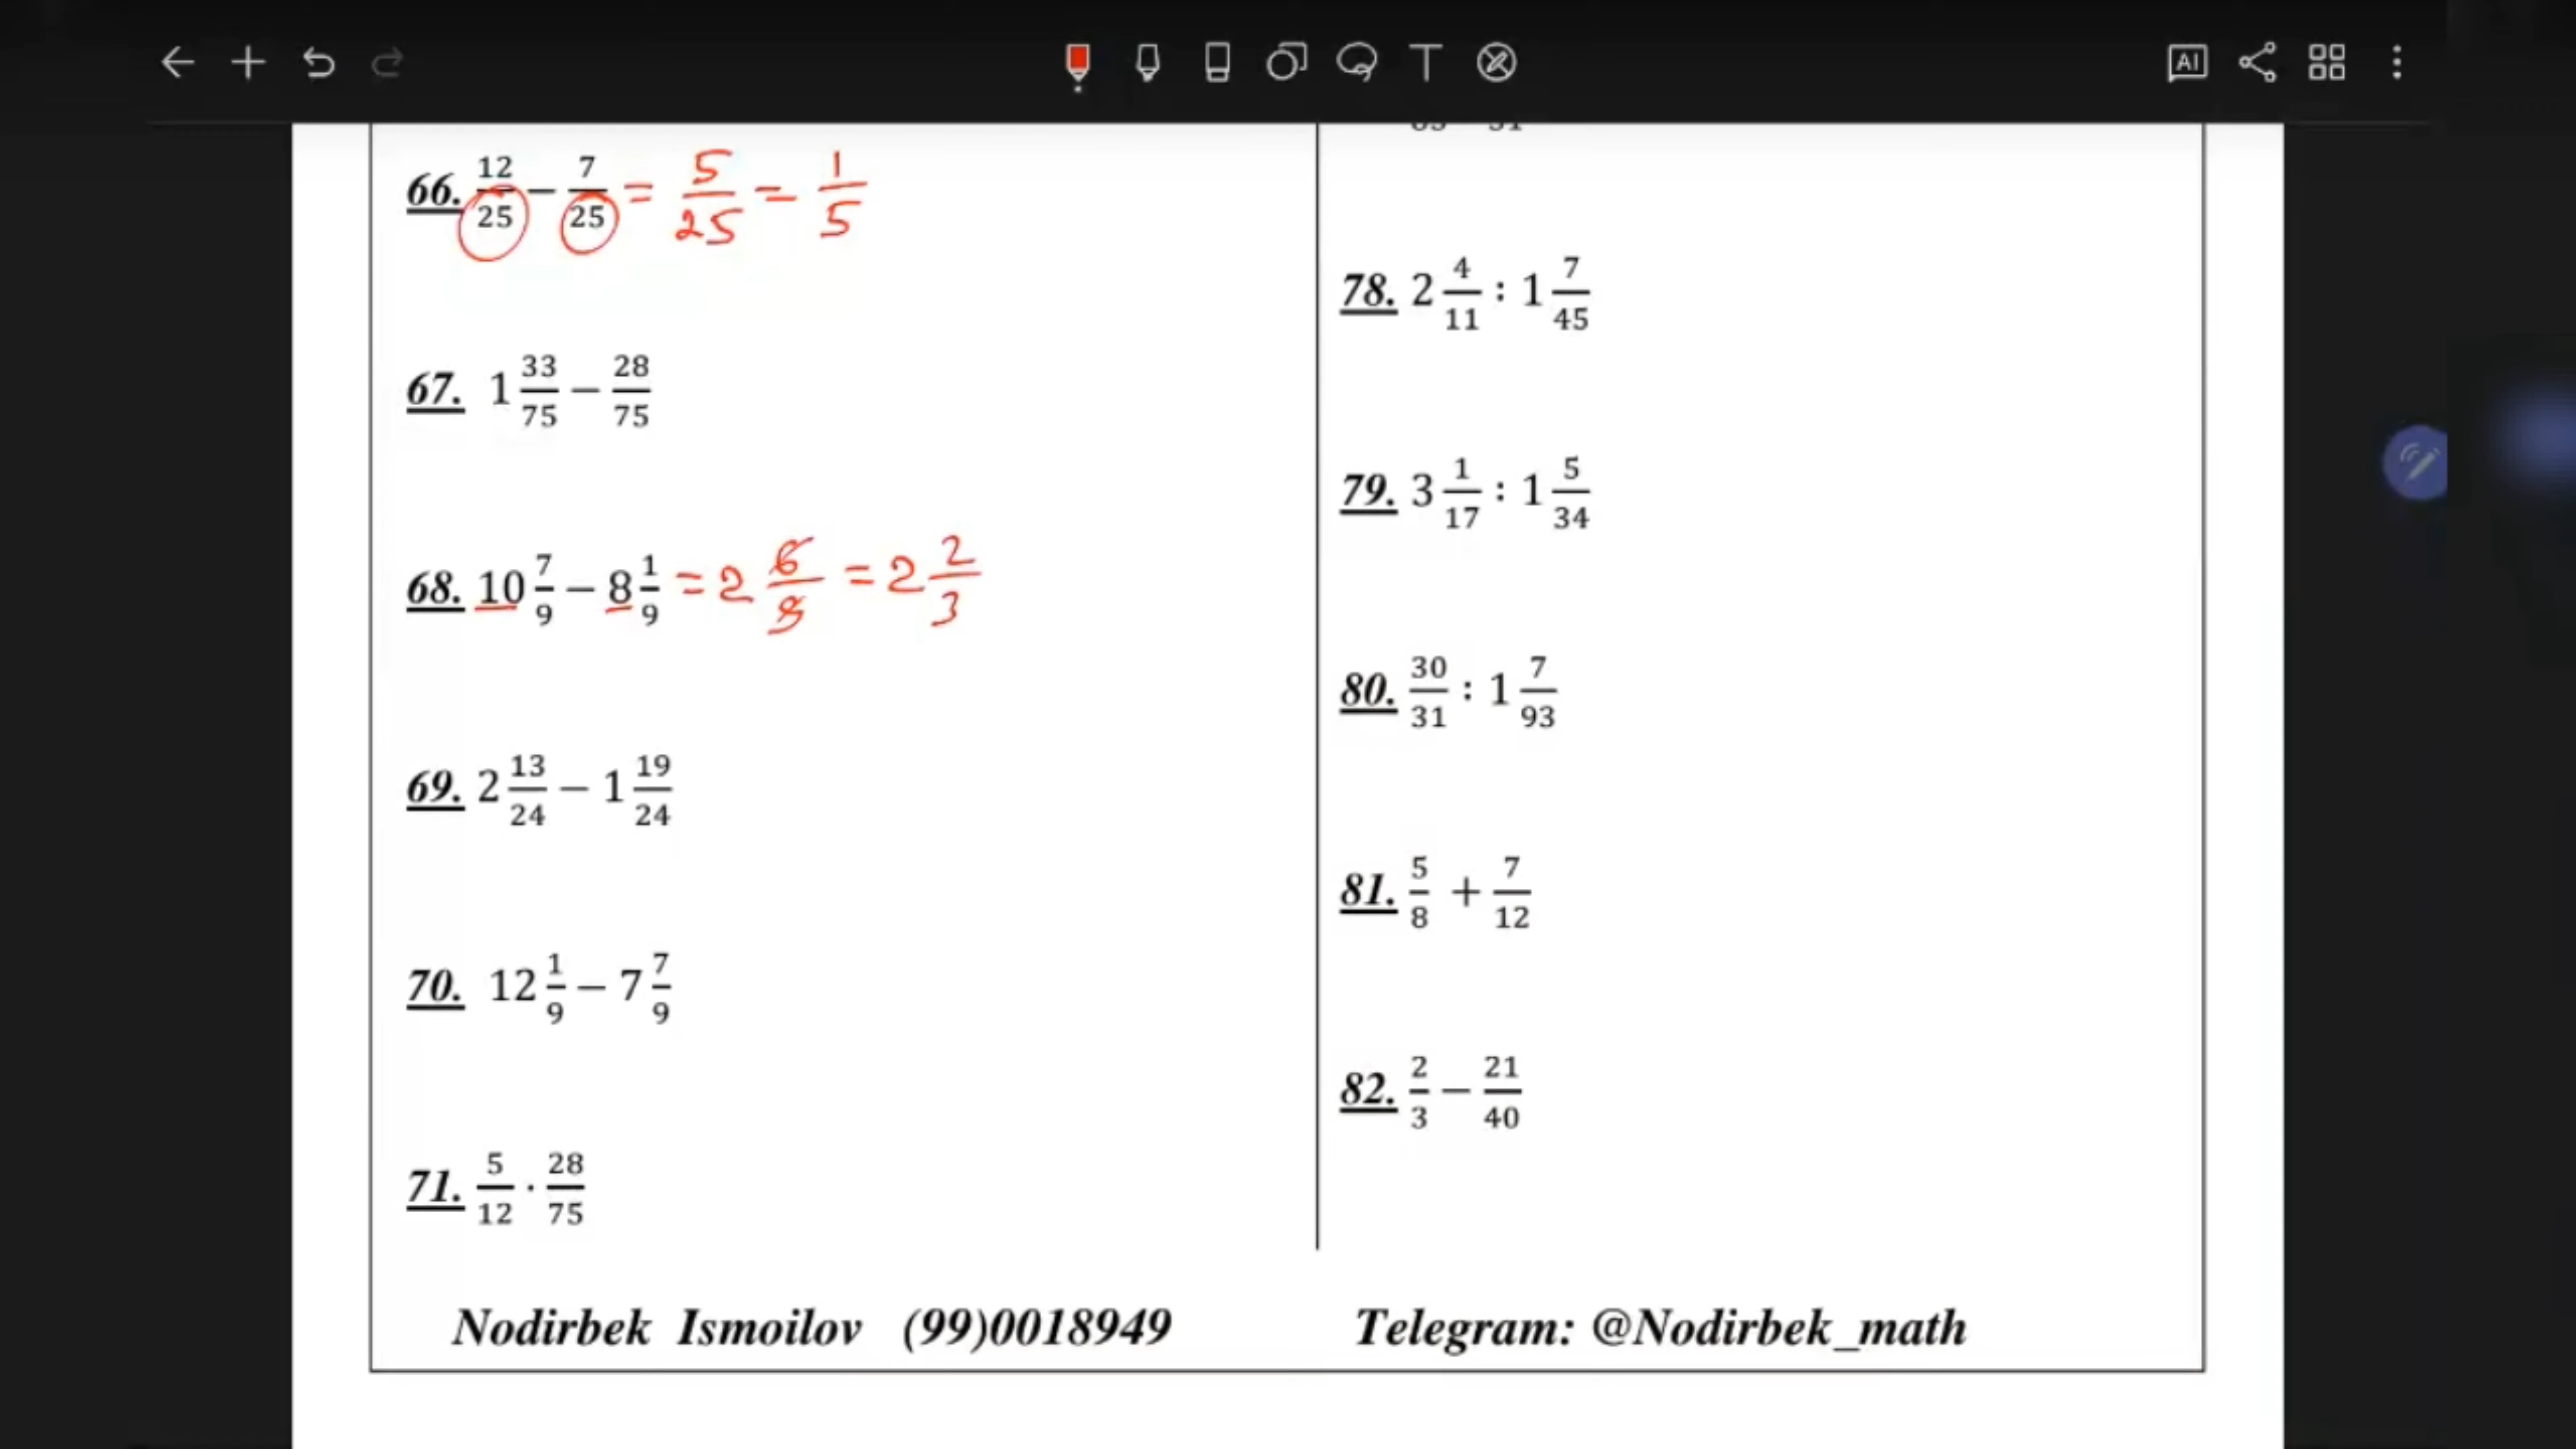 AI
66. 12/25 − 7/25 = 5/25 = 1/5
67. 1 33/75 − 28/75
68. 10 7/9 − 8 1/9 = 2 6/9 = 2 2/3
69. 2 13/24 − 1 19/24
70. 12 1/9 − 7 7/9
71. 5/12 · 28/75
78. 2 4/11 : 1 7/45
79. 3 1/17 : 1 5/34
80. 30/31 : 1 7/93
81. 5/8 + 7/12
82. 2/3 − 21/40
Nodirbek Ismoilov (99)0018949
Telegram: @Nodirbek_math